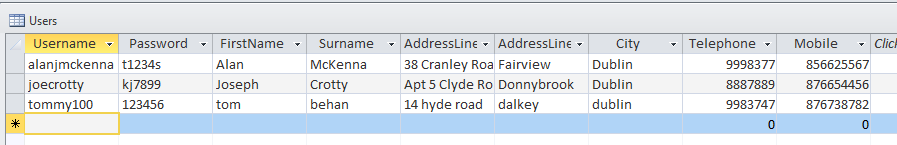 Users
Username Password FirstName Surname AddressLine AddressLine City Telephone Mobile Click
alanjmckenna t1234s Alan McKenna 38 Cranley Roa Fairview Dublin 9998377 856625567
joecrotty kj7899 Joseph Crotty Apt 5 Clyde Ro Donnybrook Dublin 8887889 876654456
tommy100 123456 tom behan 14 hyde road dalkey dublin 9983747 876738782
* 0 0